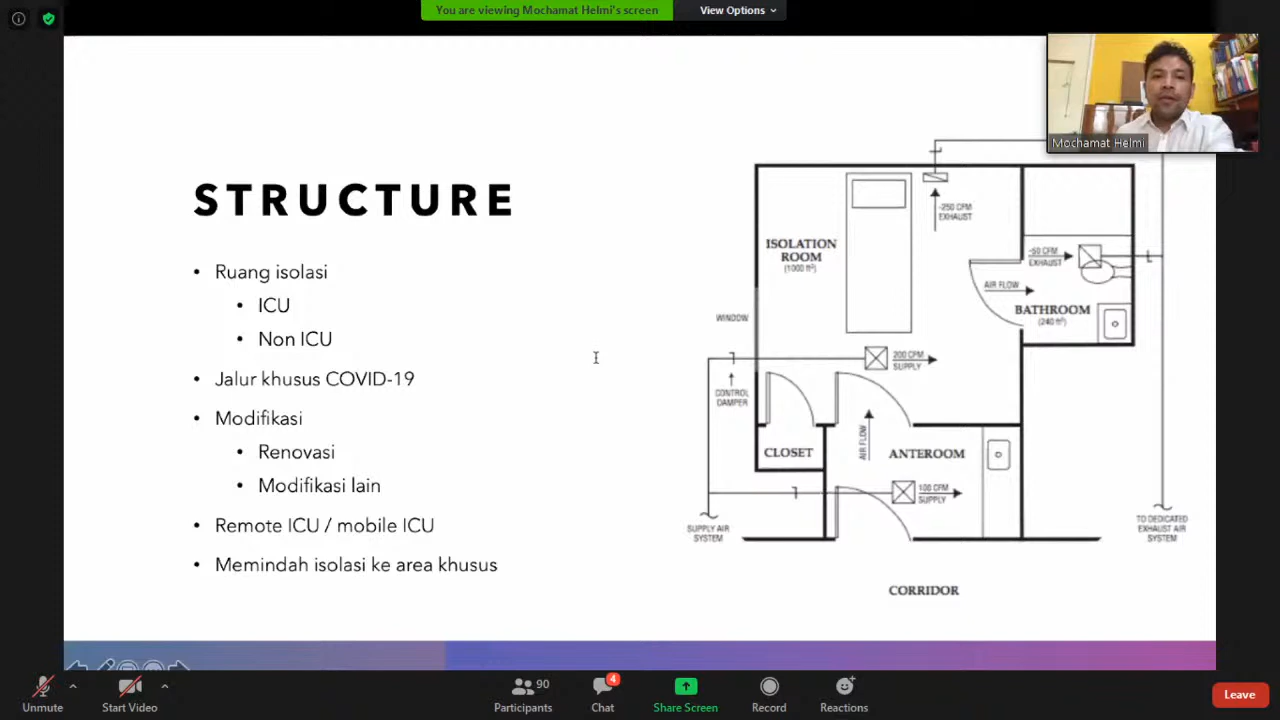 You are viewing Mochamat Helmi's screen
View Options
Mochamat Helmi
STRUCTURE
• Ruang isolasi
• ICU
• Non ICU
• Jalur khusus COVID-19
• Modifikasi
• Renovasi
• Modifikasi lain
• Remote ICU / mobile ICU
• Memindah isolasi ke area khusus
-250 CFM
EXHAUST
ISOLATION
ROOM
(1000 ft³)
-50 CFM
EXHAUST
AIR FLOW
BATHROOM
(240 ft³)
WINDOW
200 CFM
SUPPLY
CONTROL
DAMPER
AIR FLOW
CLOSET
ANTEROOM
100 CFM
SUPPLY
SUPPLY AIR
SYSTEM
TO DEDICATED
EXHAUST AIR
SYSTEM
CORRIDOR
Unmute
Start Video
90
Participants
4
Chat
Share Screen
Record
Reactions
Leave